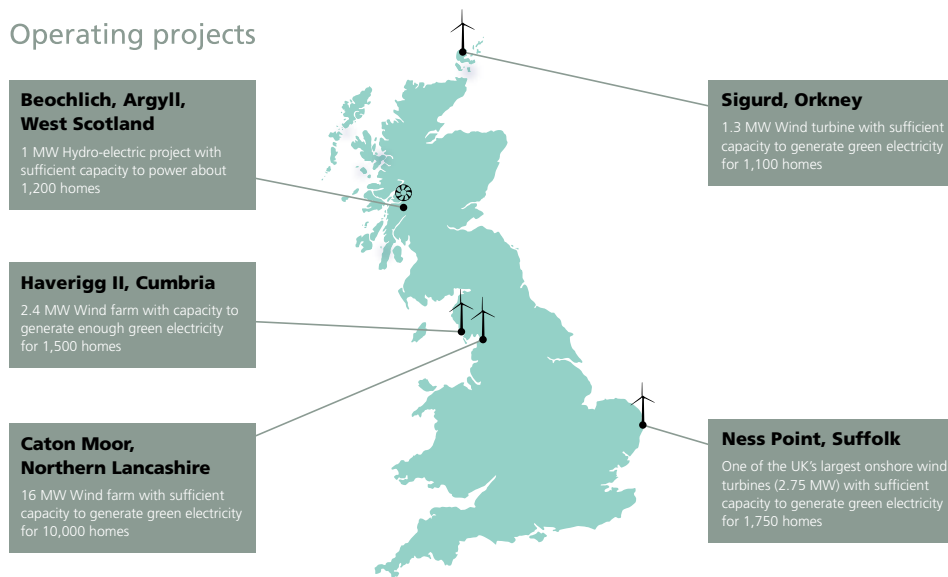 Operating projects
Beochlich, Argyll,
West Scotland
1 MW Hydro-electric project with
sufficient capacity to power about
1,200 homes
Sigurd, Orkney
1.3 MW Wind turbine with sufficient
capacity to generate green electricity
for 1,100 homes
Haverigg II, Cumbria
2.4 MW Wind farm with capacity to
generate enough green electricity
for 1,500 homes
Caton Moor,
Northern Lancashire
16 MW Wind farm with sufficient
capacity to generate green electricity
for 10,000 homes
Ness Point, Suffolk
One of the UK's largest onshore wind
turbines (2.75 MW) with sufficient
capacity to generate green electricity
for 1,750 homes